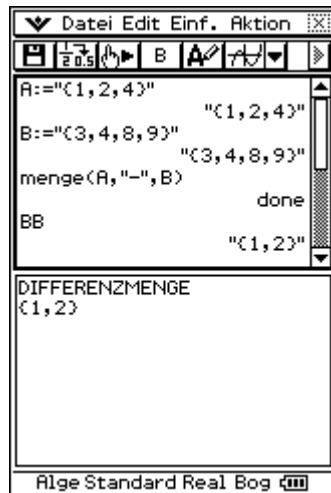 Datei Edit Einf. Aktion
B
A:="{1,2,4}"
"{1,2,4}"
B:="{3,4,8,9}"
"{3,4,8,9}"
menge(A,"-",B)
done
BB
"{1,2}"
DIFFERENZMENGE
{1,2}
Alge Standard Real Bog